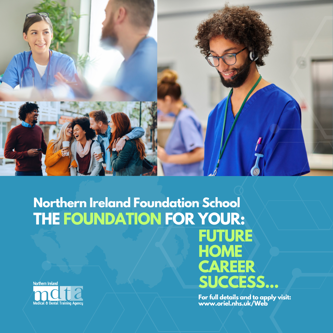 Northern Ireland Foundation School
THE FOUNDATION FOR YOUR:
FUTURE
HOME
CAREER
SUCCESS...
For full details and to apply visit:
www.oriel.nhs.uk/Web
Northern Ireland
mdta
Medical & Dental Training Agency